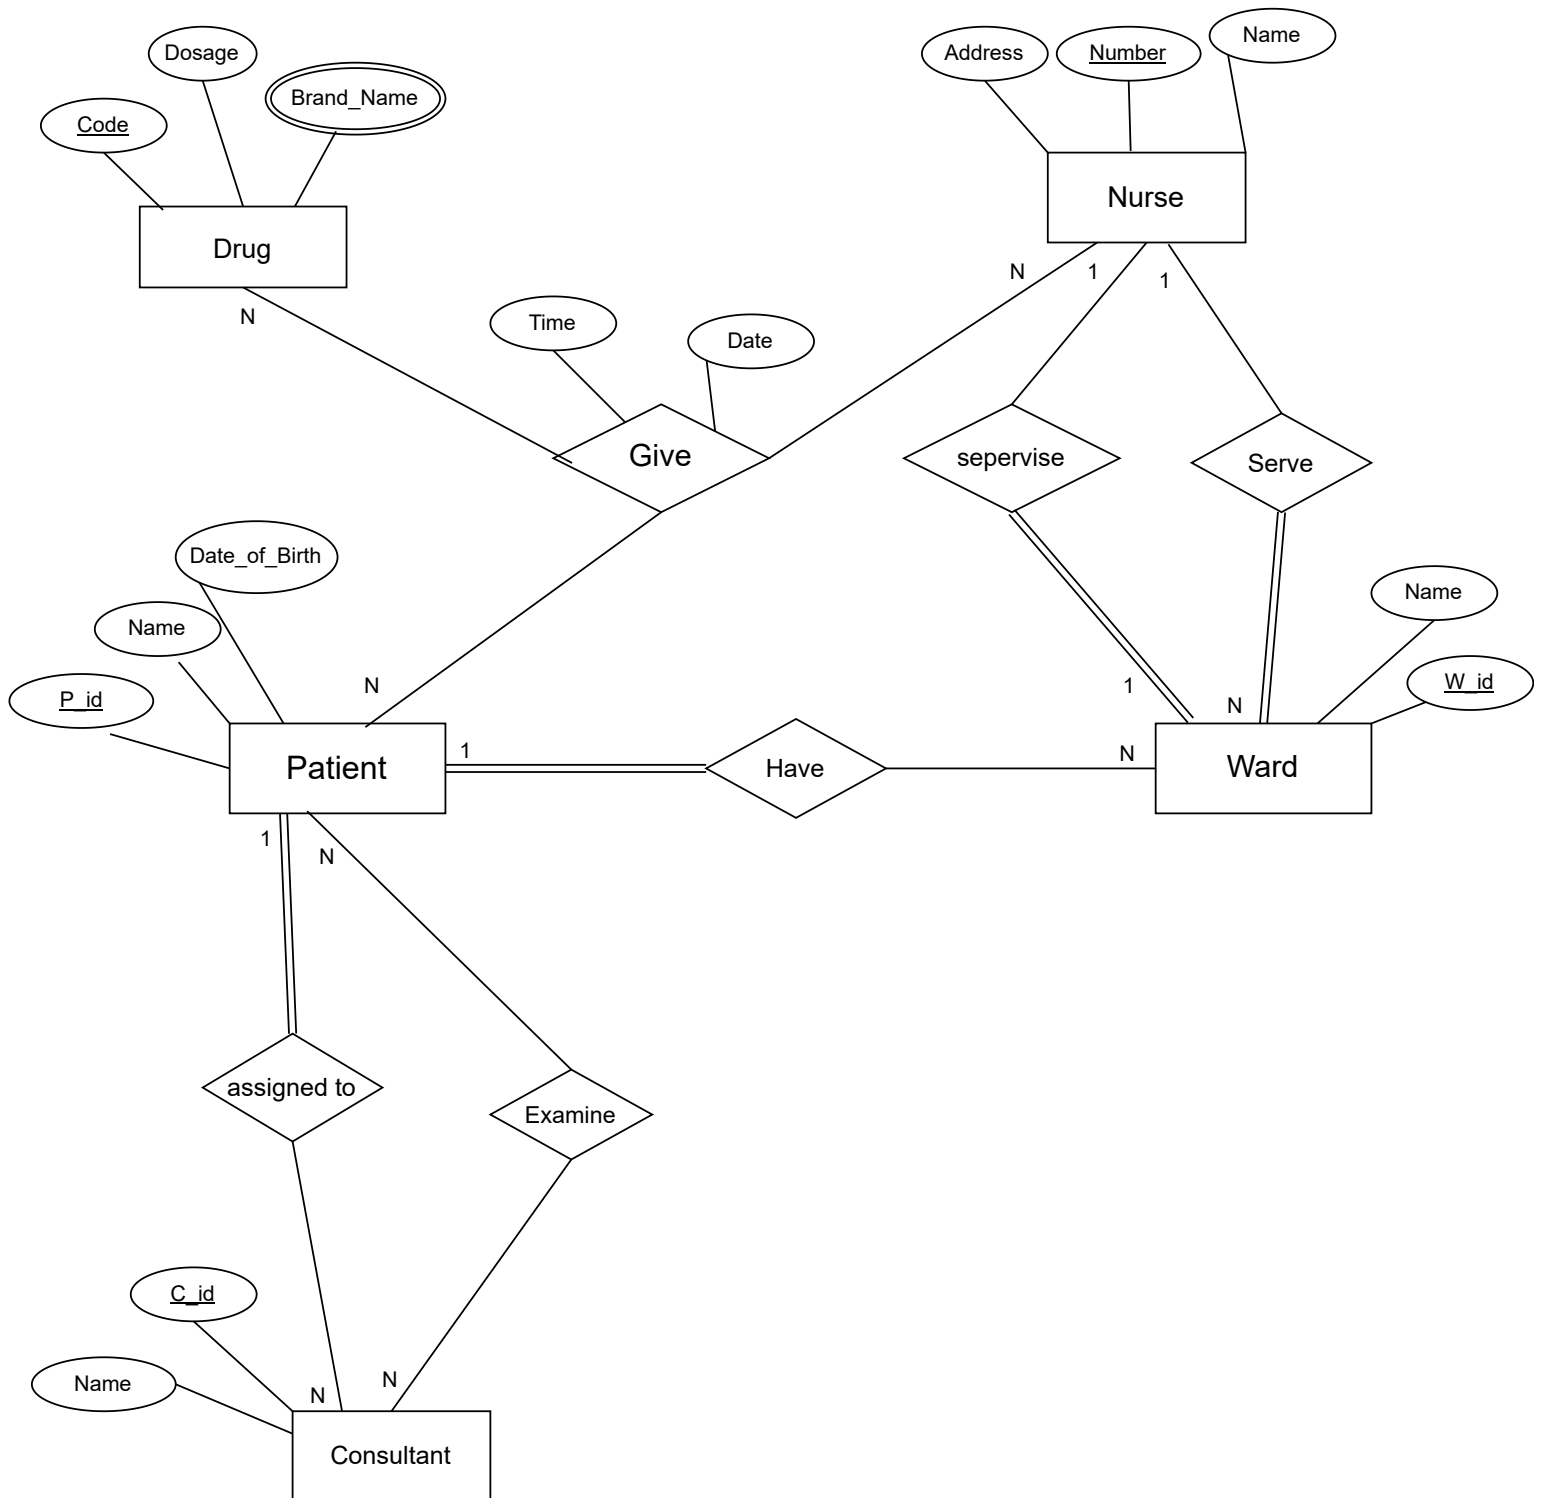 Name
Address
Number
Dosage
Brand_Name
Code
Nurse
Drug
N
1
1
N
Time
Date
Give
sepervise
Serve
Date_of_Birth
Name
Name
P_id
W_id
N
1
N
Patient
1
Have
N
Ward
1
N
assigned to
Examine
C_id
Name
N
N
Consultant